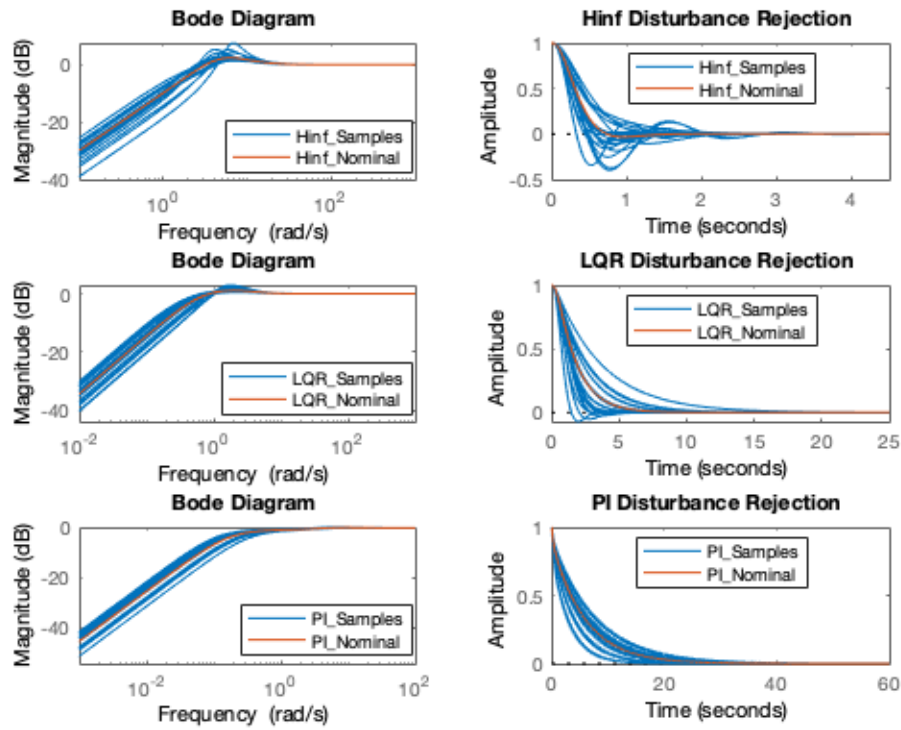 Bode Diagram
Magnitude (dB)
0
-20
-40
Hinf_Samples
Hinf_Nominal
10^0
10^2
Frequency (rad/s)
Hinf Disturbance Rejection
Amplitude
1
0.5
0
-0.5
Hinf_Samples
Hinf_Nominal
0
1
2
3
4
Time (seconds)
Bode Diagram
Magnitude (dB)
0
-20
-40
LQR_Samples
LQR_Nominal
10^-2
10^0
10^2
Frequency (rad/s)
LQR Disturbance Rejection
Amplitude
1
0.5
0
LQR_Samples
LQR_Nominal
0
5
10
15
20
25
Time (seconds)
Bode Diagram
Magnitude (dB)
0
-20
-40
PI_Samples
PI_Nominal
10^-2
10^0
10^2
Frequency (rad/s)
PI Disturbance Rejection
Amplitude
1
0.5
0
PI_Samples
PI_Nominal
0
20
40
60
Time (seconds)